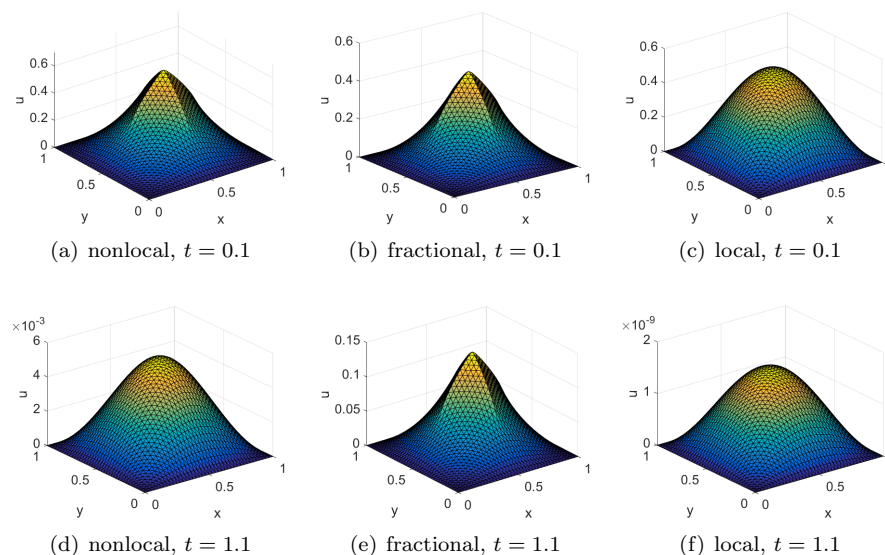 0.6
0.4
0.2
0
u
1
0.5
0
y
0
0.5
1
x
(a) nonlocal, t = 0.1
0.6
0.4
0.2
0
u
1
0.5
0
y
0
0.5
1
x
(b) fractional, t = 0.1
0.6
0.4
0.2
0
u
1
0.5
0
y
0
0.5
1
x
(c) local, t = 0.1
×10^-3
6
4
2
0
u
1
0.5
0
y
0
0.5
1
x
(d) nonlocal, t = 1.1
0.15
0.1
0.05
0
u
1
0.5
0
y
0
0.5
1
x
(e) fractional, t = 1.1
×10^-9
2
1
0
u
1
0.5
0
y
0
0.5
1
x
(f) local, t = 1.1